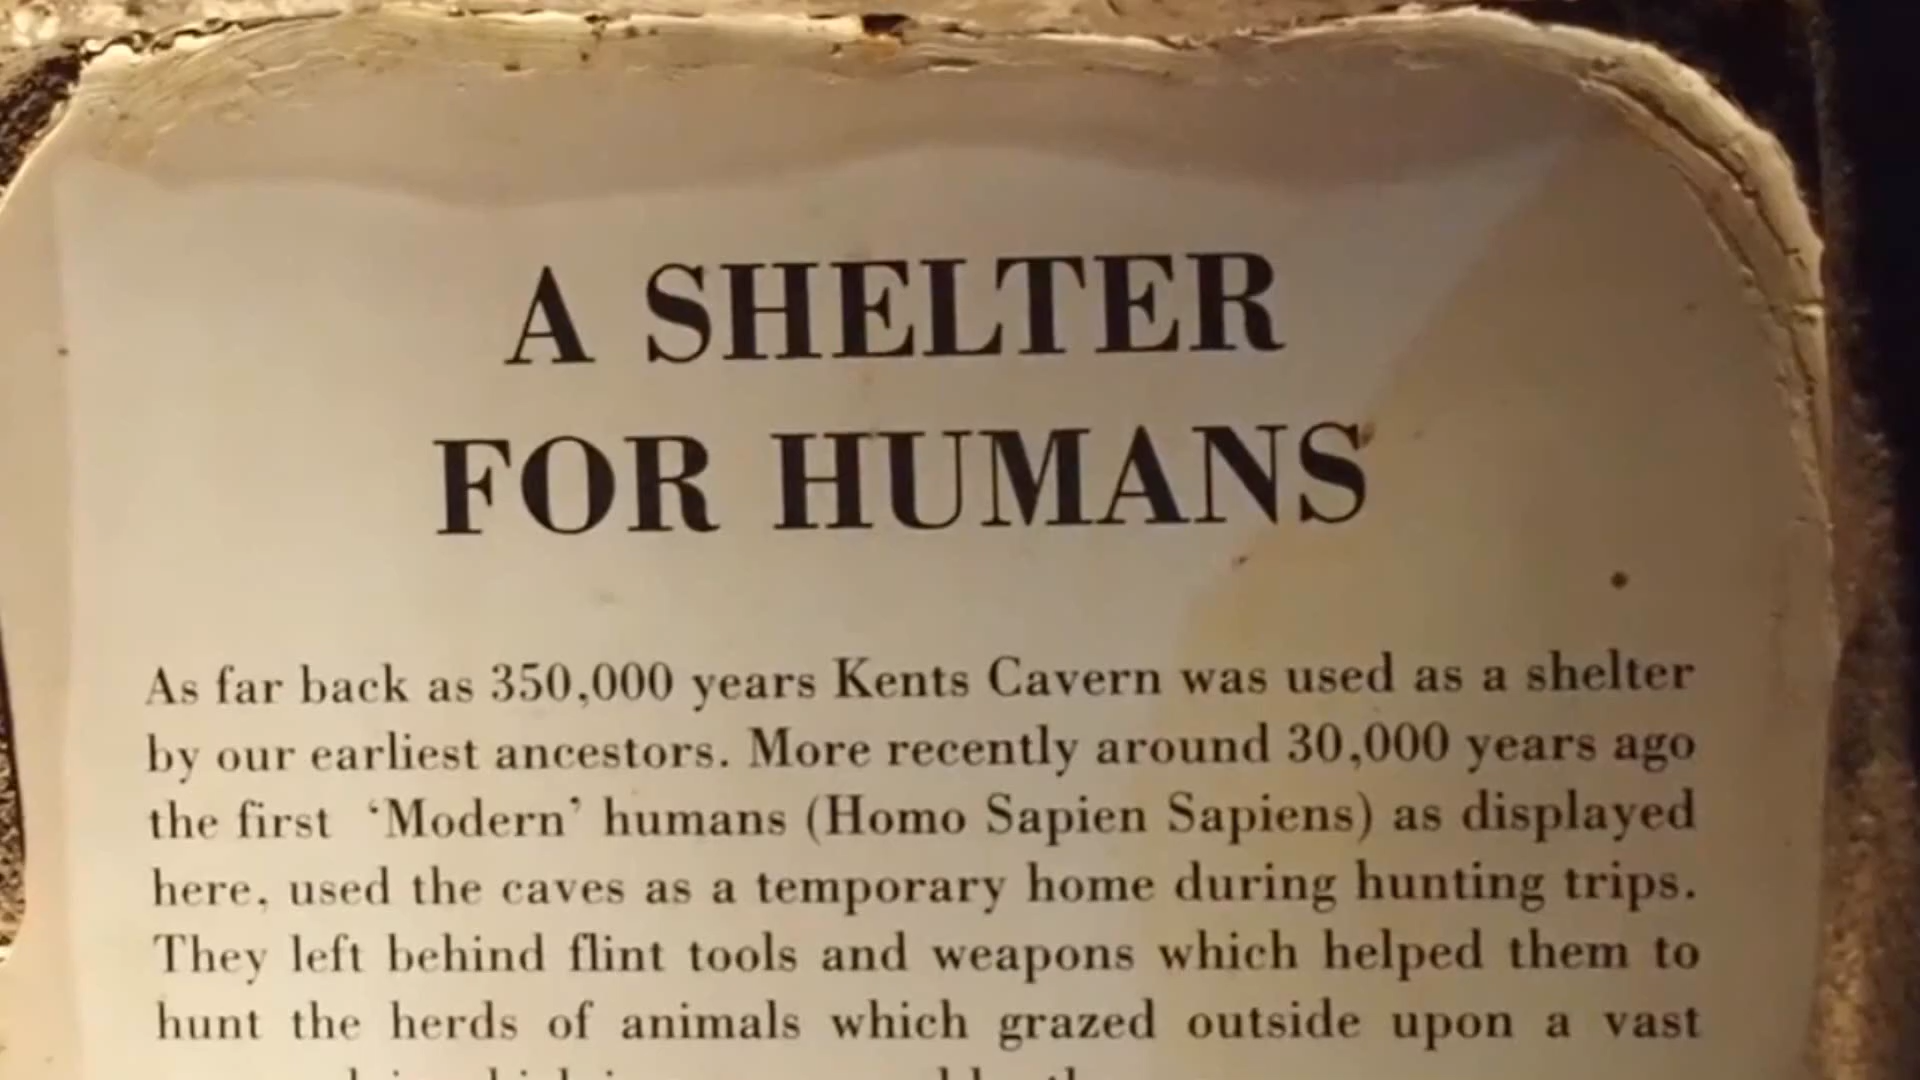 A SHELTER
FOR HUMANS
As far back as 350,000 years Kents Cavern was used as a shelter
by our earliest ancestors. More recently around 30,000 years ago
the first ‘Modern’ humans (Homo Sapien Sapiens) as displayed
here, used the caves as a temporary home during hunting trips.
They left behind flint tools and weapons which helped them to
hunt the herds of animals which grazed outside upon a vast